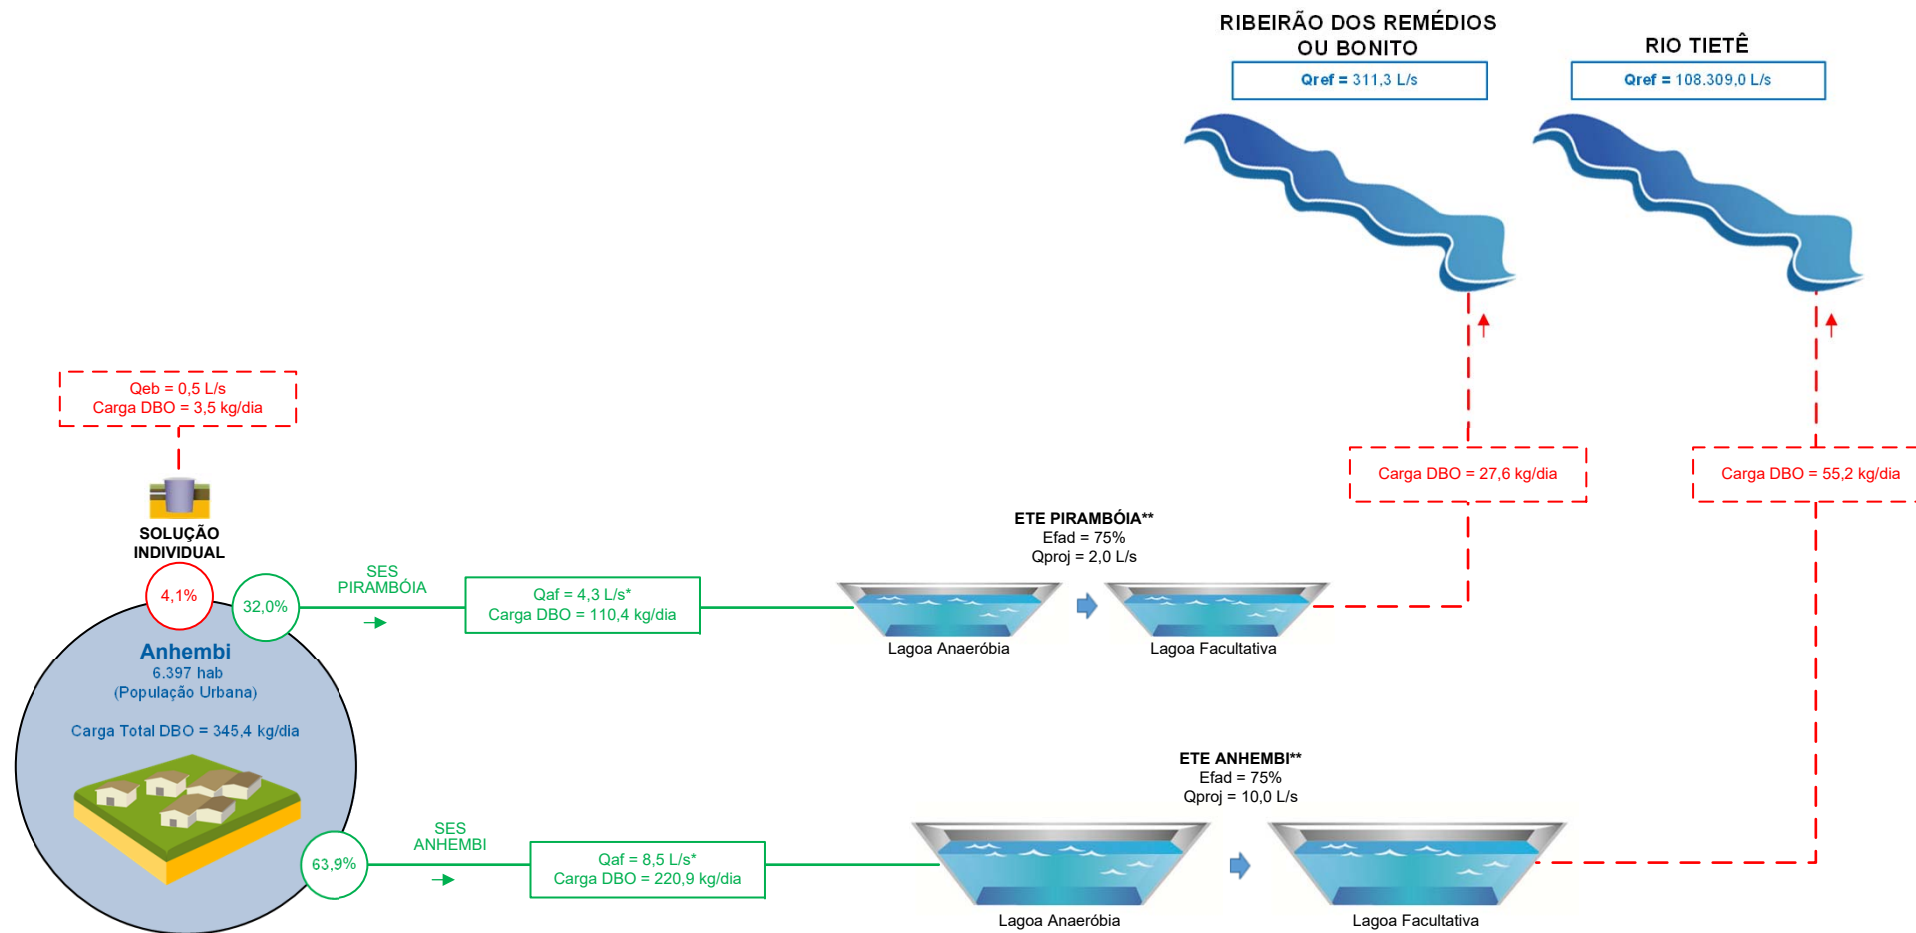 RIBEIRÃO DOS REMÉDIOS
OU BONITO
Qref = 311,3 L/s
RIO TIETÊ
Qref = 108.309,0 L/s
Qeb = 0,5 L/s
Carga DBO = 3,5 kg/dia
SOLUÇÃO
INDIVIDUAL
4,1%
32,0%
SES
PIRAMBÓIA
Qaf = 4,3 L/s*
Carga DBO = 110,4 kg/dia
ETE PIRAMBÓIA**
Efad = 75%
Qproj = 2,0 L/s
Lagoa Anaeróbia
Lagoa Facultativa
Carga DBO = 27,6 kg/dia
Carga DBO = 55,2 kg/dia
Anhembi
6.397 hab
(População Urbana)
Carga Total DBO = 345,4 kg/dia
63,9%
SES
ANHEMBI
Qaf = 8,5 L/s*
Carga DBO = 220,9 kg/dia
ETE ANHEMBI**
Efad = 75%
Qproj = 10,0 L/s
Lagoa Anaeróbia
Lagoa Facultativa